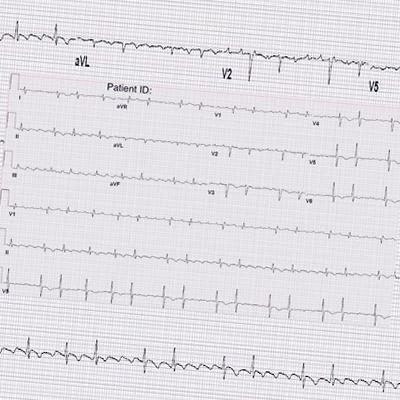 aVL V2 V5
Patient ID:
I aVR V1 V4
II aVL V2 V5
III aVF V3 V6
V1
II
V5